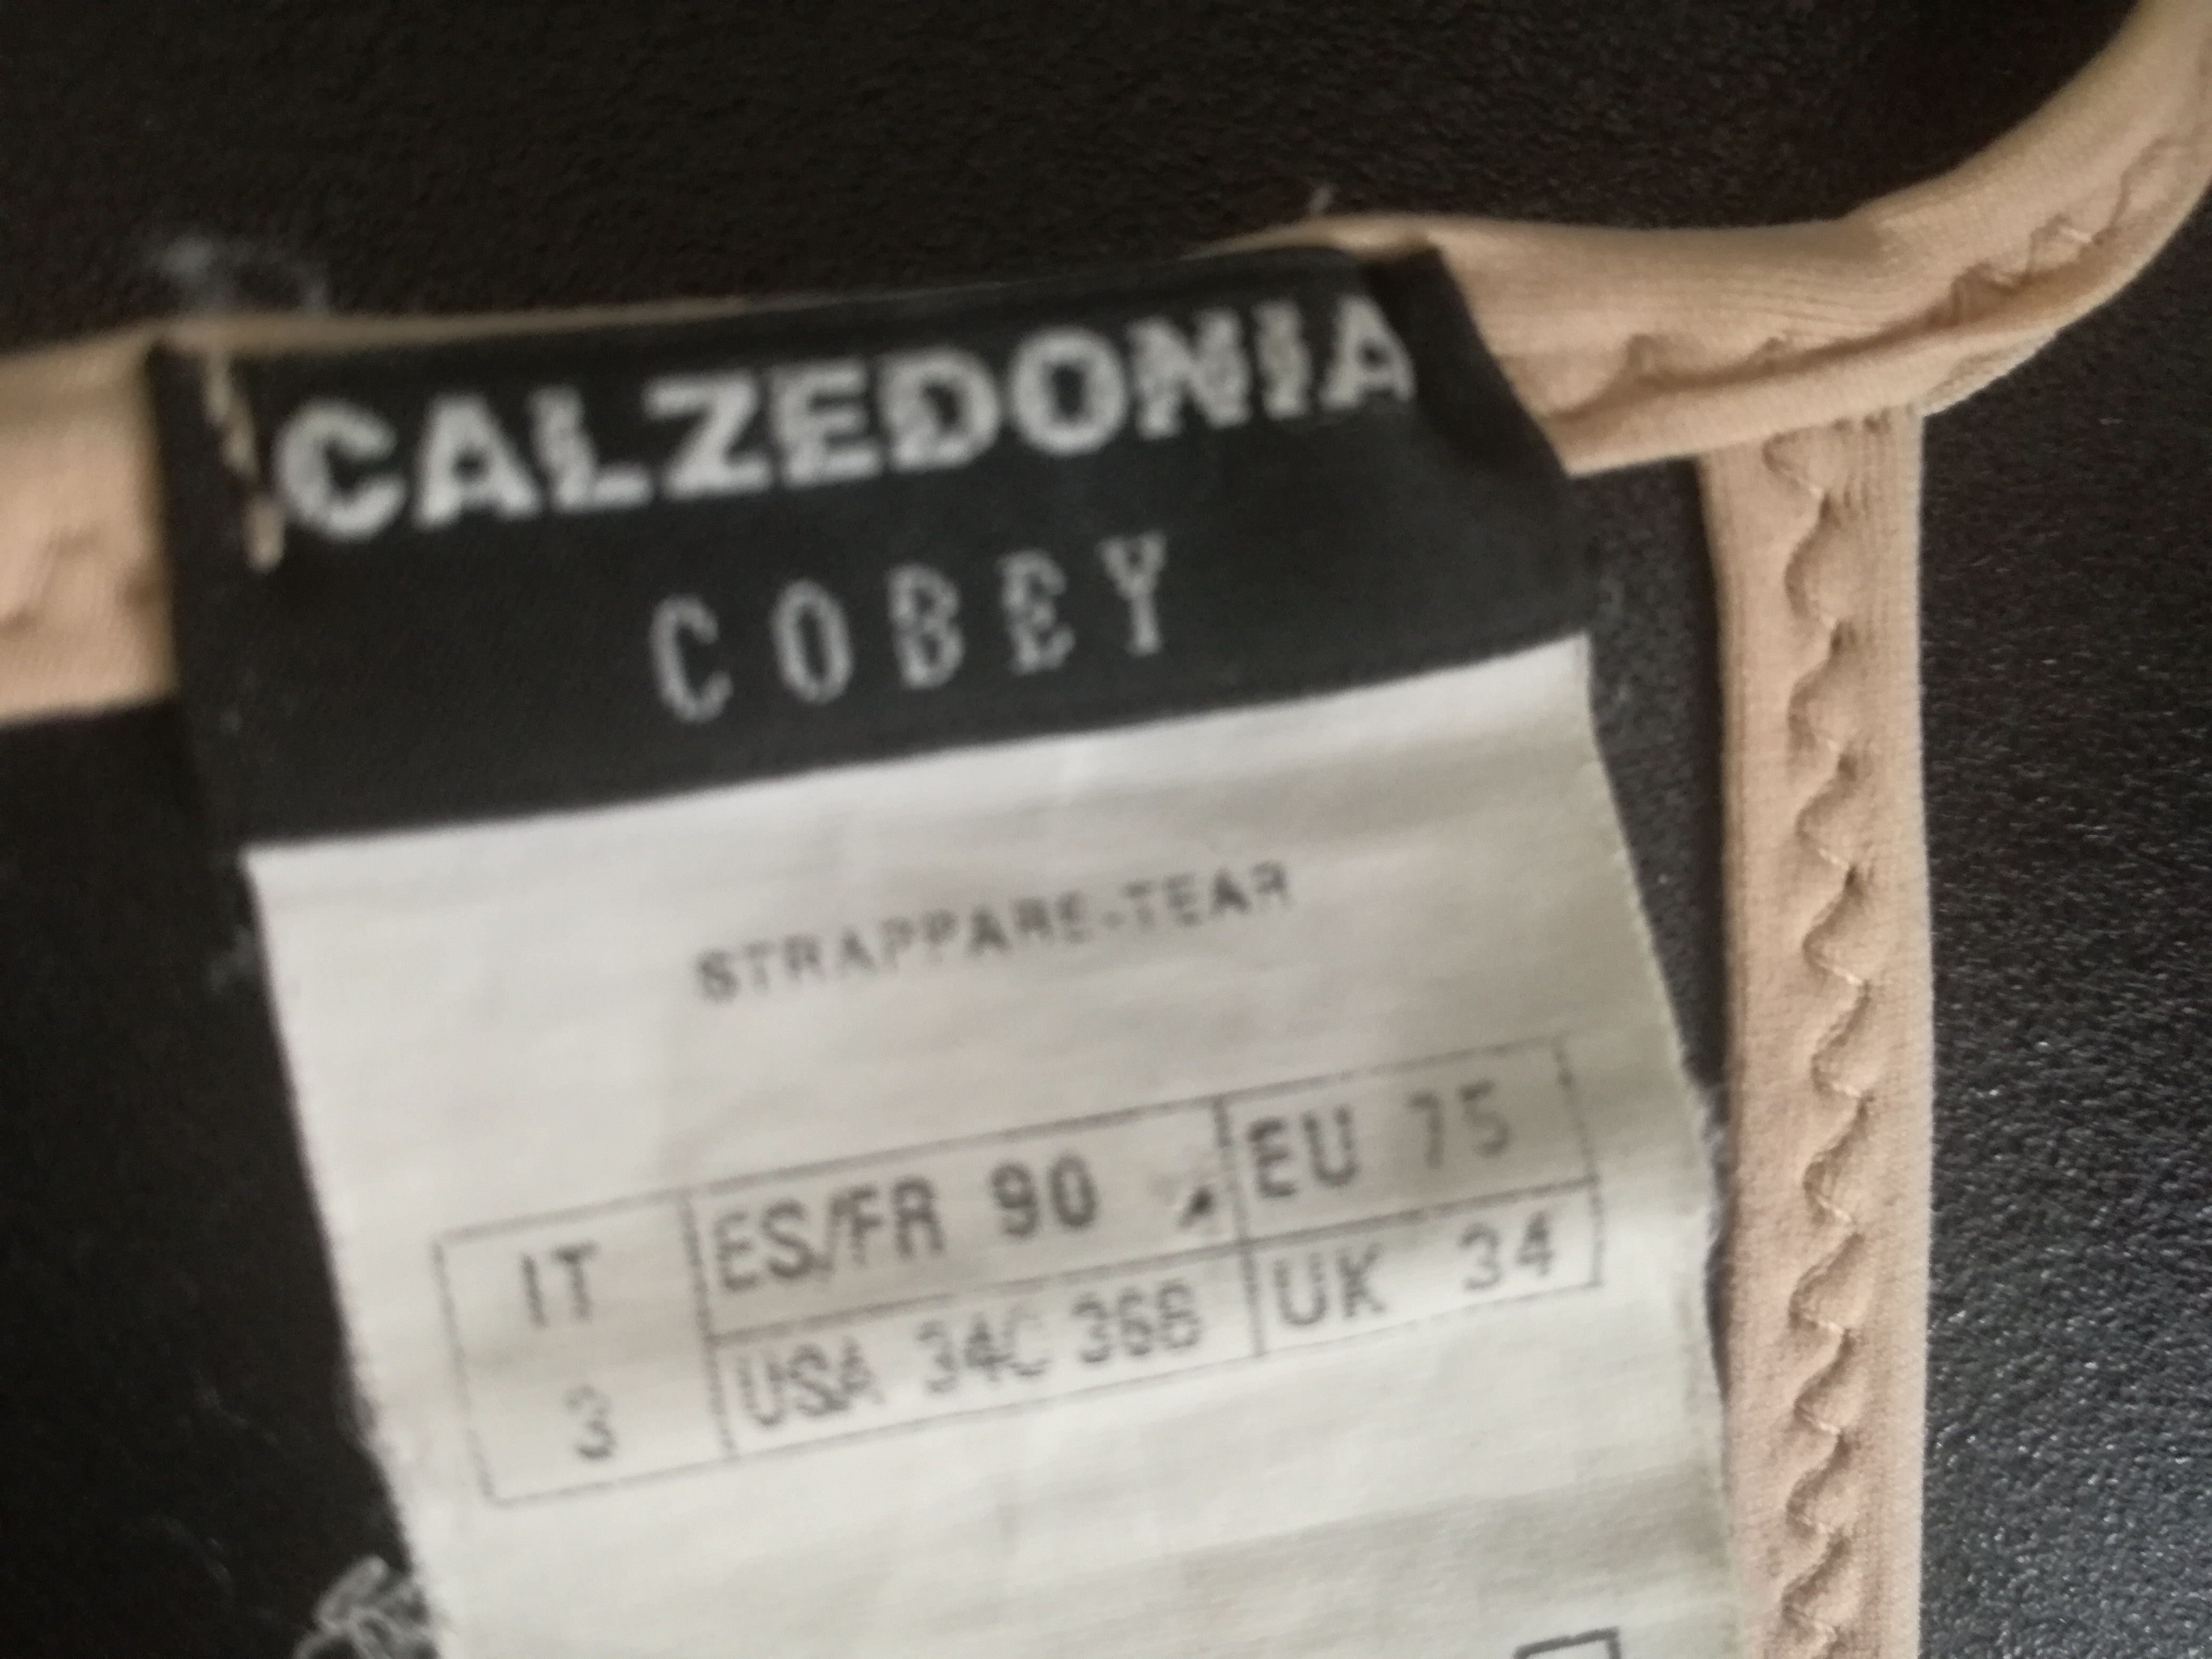 CALZEDONIA
COBEY
STRAPPARE-TEAR
IT ES/FR 90 EU 75
3 USA 34C 36B UK 34